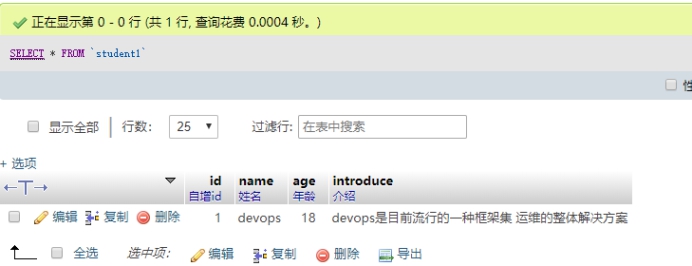 正在显示第 0 - 0 行 (共 1 行, 查询花费 0.0004 秒。)
SELECT * FROM `student1`
显示全部 行数: 25 过滤行: 在表中搜索
+ 选项
←T→ id name age introduce
自增id 姓名 年龄 介绍
编辑 复制 删除 1 devops 18 devops是目前流行的一种框架集 运维的整体解决方案
全选 选中项: 编辑 复制 删除 导出